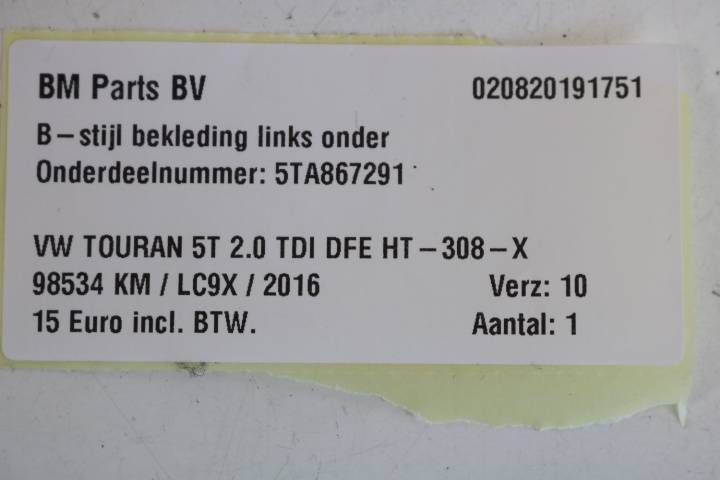 BM Parts BV 020820191751
B-stijl bekleding links onder
Onderdeelnummer: 5TA867291
VW TOURAN 5T 2.0 TDI DFE HT-308-X
98534 KM / LC9X / 2016 Verz: 10
15 Euro incl. BTW. Aantal: 1